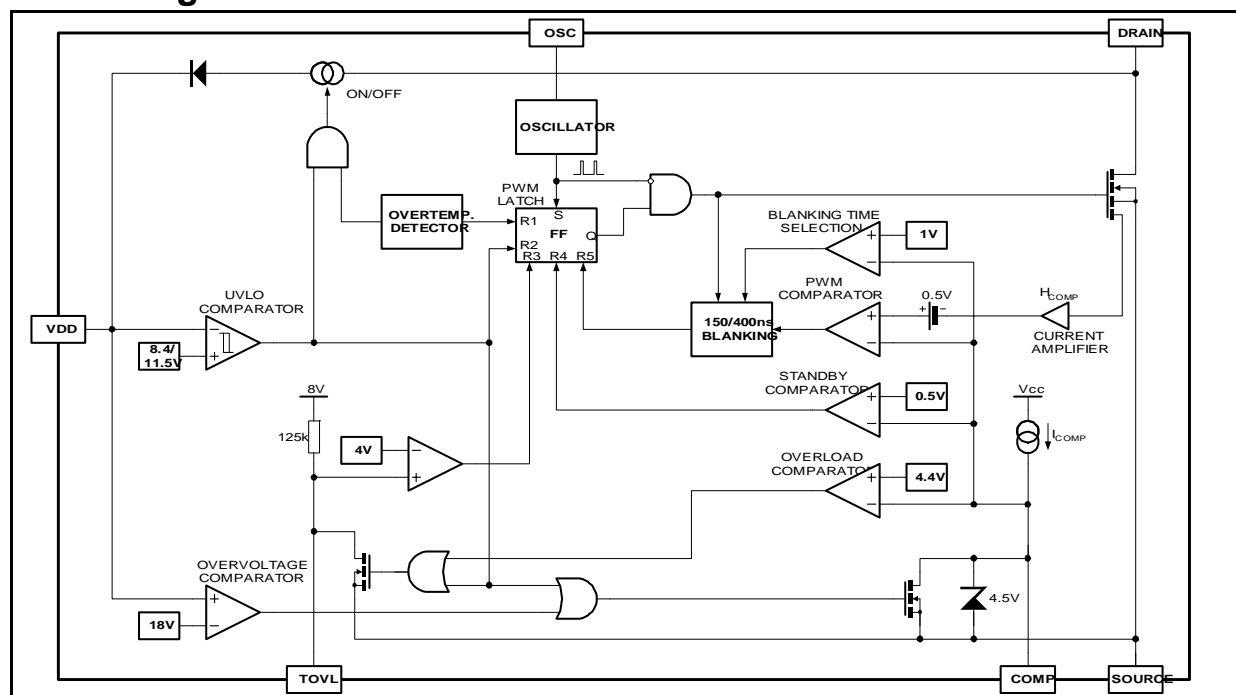 OSC
DRAIN
ON/OFF
OSCILLATOR
PWM
LATCH
OVERTEMP.
DETECTOR
S
R1
FF
R2
Q
R3 R4 R5
BLANKING TIME
SELECTION
+
1V
−
UVLO
COMPARATOR
PWM
COMPARATOR
0.5V
+
−
HCOMP
150/400ns
BLANKING
+
−
CURRENT
AMPLIFIER
VDD
−
8.4/
11.5V
+
STANDBY
COMPARATOR
8V
+
0.5V
−
Vcc
125k
4V
−
+
ICOMP
OVERLOAD
COMPARATOR
+
4.4V
−
OVERVOLTAGE
COMPARATOR
+
18V
−
4.5V
TOVL
COMP
SOURCE